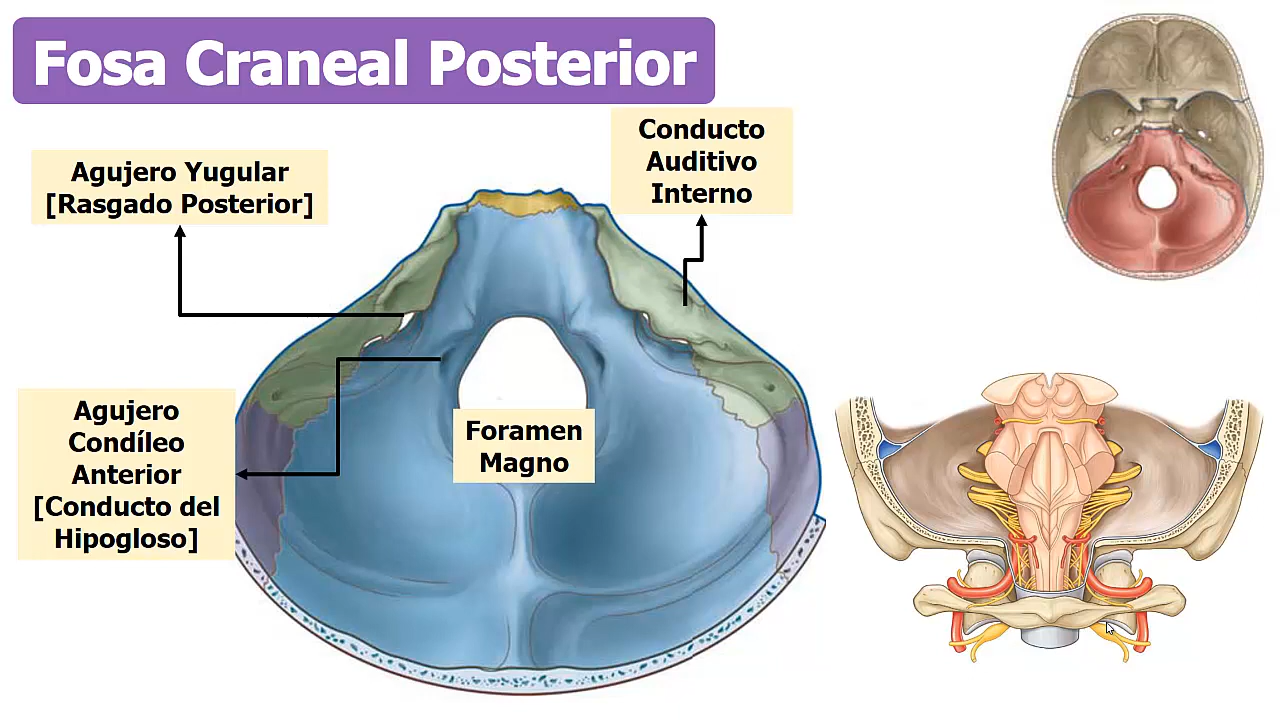 Fosa Craneal Posterior
Agujero Yugular
[Rasgado Posterior]
Conducto
Auditivo
Interno
Agujero
Condíleo
Anterior
[Conducto del
Hipogloso]
Foramen
Magno